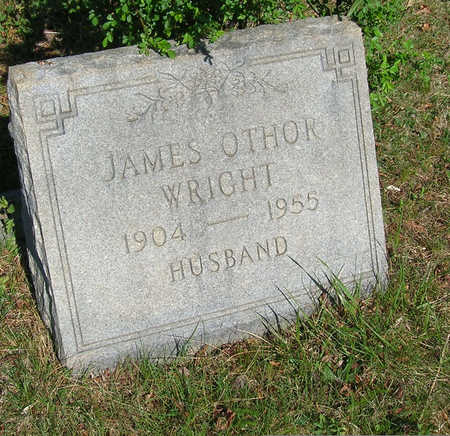 JAMES OTHOR
WRIGHT
1904 — 1955
HUSBAND